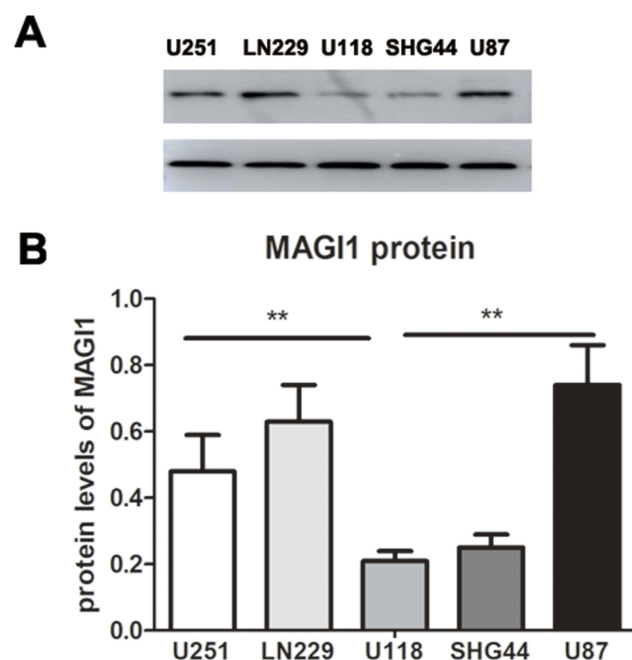 A
U251 LN229 U118 SHG44 U87
B
MAGI1 protein
protein levels of MAGI1
1.0
0.8
0.6
0.4
0.2
0.0
**
**
U251 LN229 U118 SHG44 U87